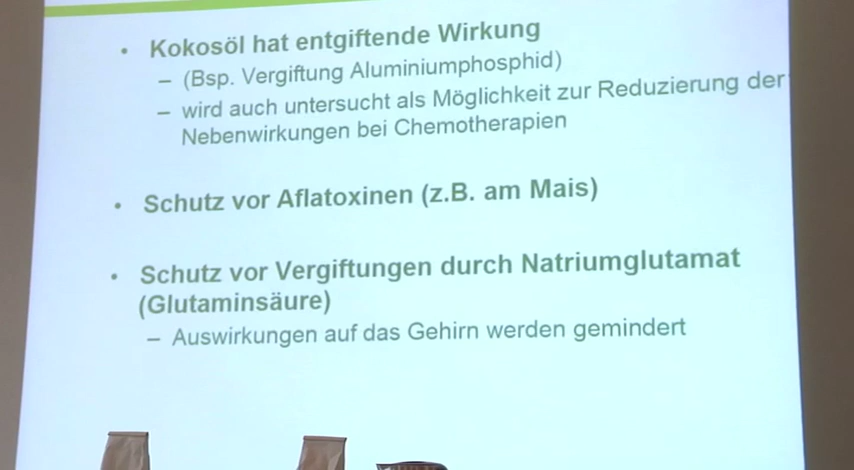 • Kokosöl hat entgiftende Wirkung
– (Bsp. Vergiftung Aluminiumphosphid)
– wird auch untersucht als Möglichkeit zur Reduzierung der
Nebenwirkungen bei Chemotherapien
• Schutz vor Aflatoxinen (z.B. am Mais)
• Schutz vor Vergiftungen durch Natriumglutamat
(Glutaminsäure)
– Auswirkungen auf das Gehirn werden gemindert